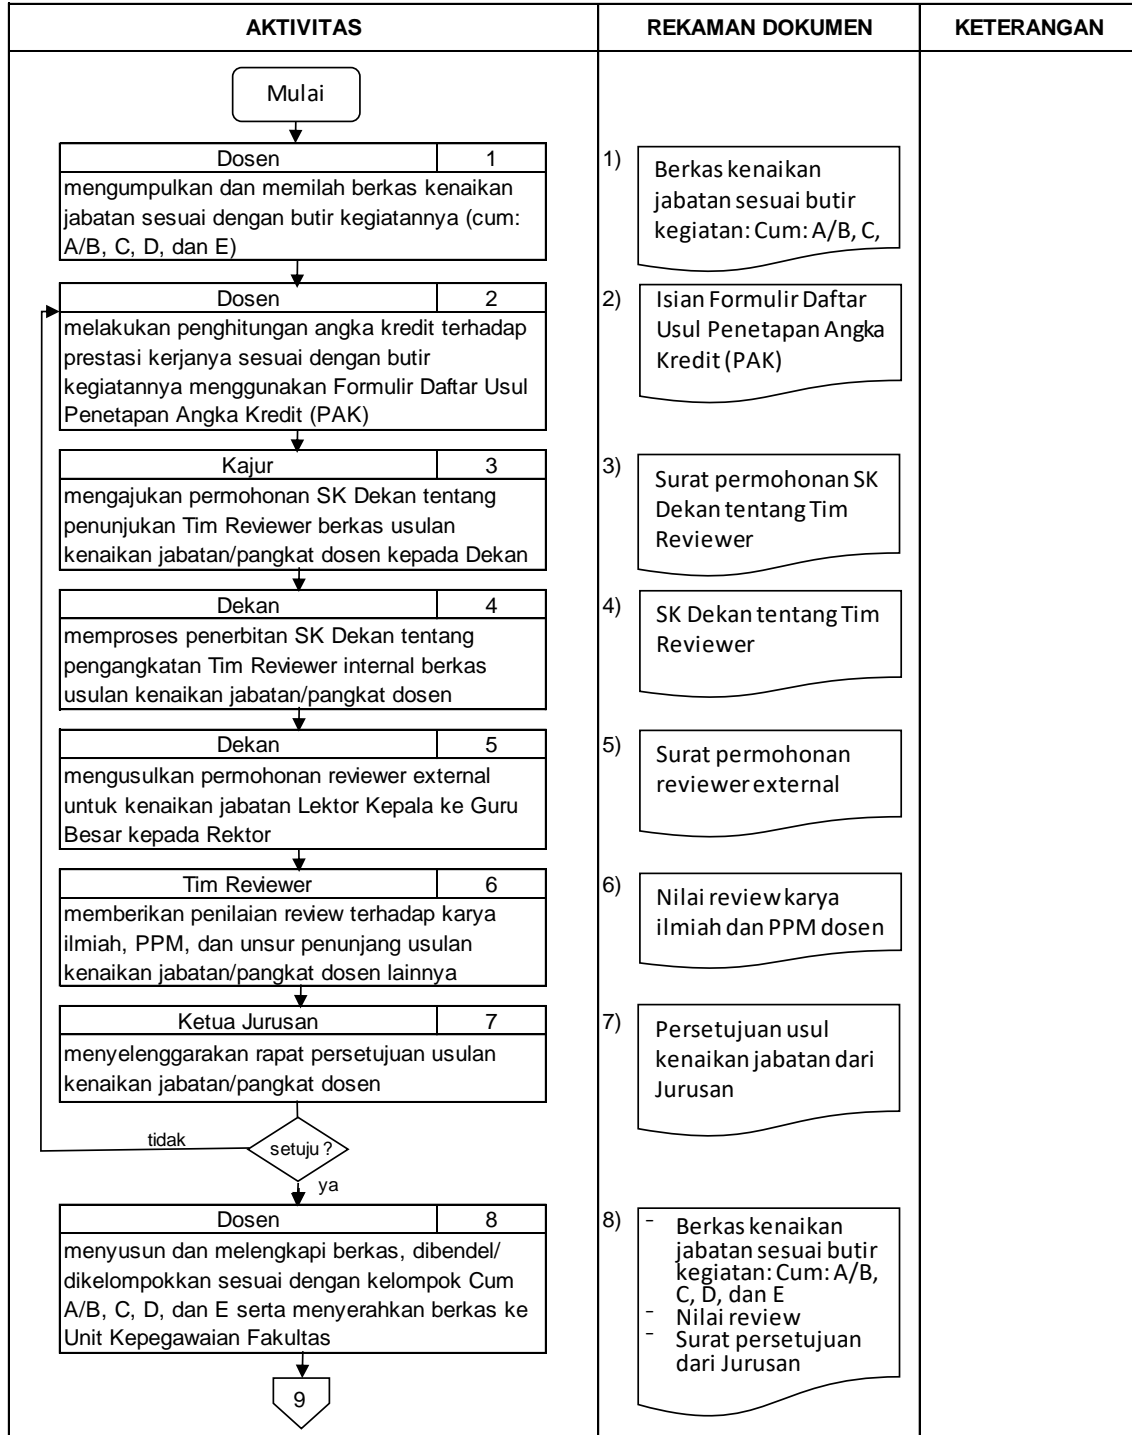 AKTIVITAS
REKAMAN DOKUMEN
KETERANGAN
Mulai
Dosen
1
mengumpulkan dan memilah berkas kenaikan
jabatan sesuai dengan butir kegiatannya (cum:
A/B, C, D, dan E)
1)
Berkas kenaikan
jabatan sesuai butir
kegiatan: Cum: A/B, C,
Dosen
2
melakukan penghitungan angka kredit terhadap
prestasi kerjanya sesuai dengan butir
kegiatannya menggunakan Formulir Daftar Usul
Penetapan Angka Kredit (PAK)
2)
Isian Formulir Daftar
Usul Penetapan Angka
Kredit (PAK)
Kajur
3
mengajukan permohonan SK Dekan tentang
penunjukan Tim Reviewer berkas usulan
kenaikan jabatan/pangkat dosen kepada Dekan
3)
Surat permohonan SK
Dekan tentang Tim
Reviewer
Dekan
4
memproses penerbitan SK Dekan tentang
pengangkatan Tim Reviewer internal berkas
usulan kenaikan jabatan/pangkat dosen
4)
SK Dekan tentang Tim
Reviewer
Dekan
5
mengusulkan permohonan reviewer external
untuk kenaikan jabatan Lektor Kepala ke Guru
Besar kepada Rektor
5)
Surat permohonan
reviewer external
Tim Reviewer
6
memberikan penilaian review terhadap karya
ilmiah, PPM, dan unsur penunjang usulan
kenaikan jabatan/pangkat dosen lainnya
6)
Nilai review karya
ilmiah dan PPM dosen
Ketua Jurusan
7
menyelenggarakan rapat persetujuan usulan
kenaikan jabatan/pangkat dosen
7)
Persetujuan usul
kenaikan jabatan dari
Jurusan
tidak
setuju ?
ya
Dosen
8
menyusun dan melengkapi berkas, dibendel/
dikelompokkan sesuai dengan kelompok Cum
A/B, C, D, dan E serta menyerahkan berkas ke
Unit Kepegawaian Fakultas
8)
- Berkas kenaikan
jabatan sesuai butir
kegiatan: Cum: A/B,
C, D, dan E
- Nilai review
- Surat persetujuan
dari Jurusan
9